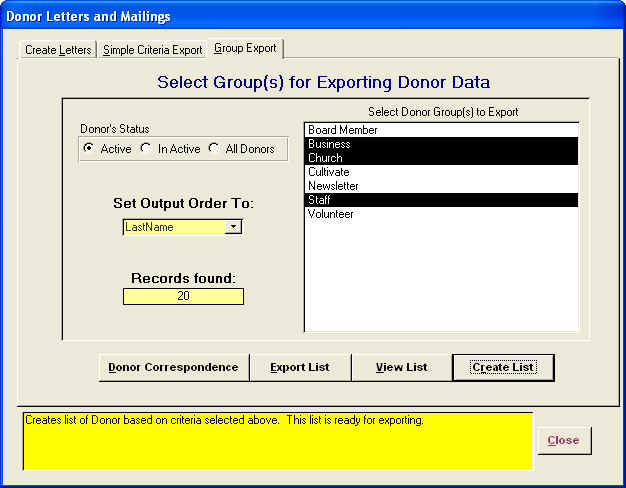 Donor Letters and Mailings
Create Letters
Simple Criteria Export
Group Export
Select Group(s) for Exporting Donor Data
Donor's Status
Active
In Active
All Donors
Set Output Order To:
LastName
Records found:
20
Select Donor Group(s) to Export
Board Member
Business
Church
Cultivate
Newsletter
Staff
Volunteer
Donor Correspondence
Export List
View List
Create List
Creates list of Donor based on criteria selected above.  This list is ready for exporting.
Close